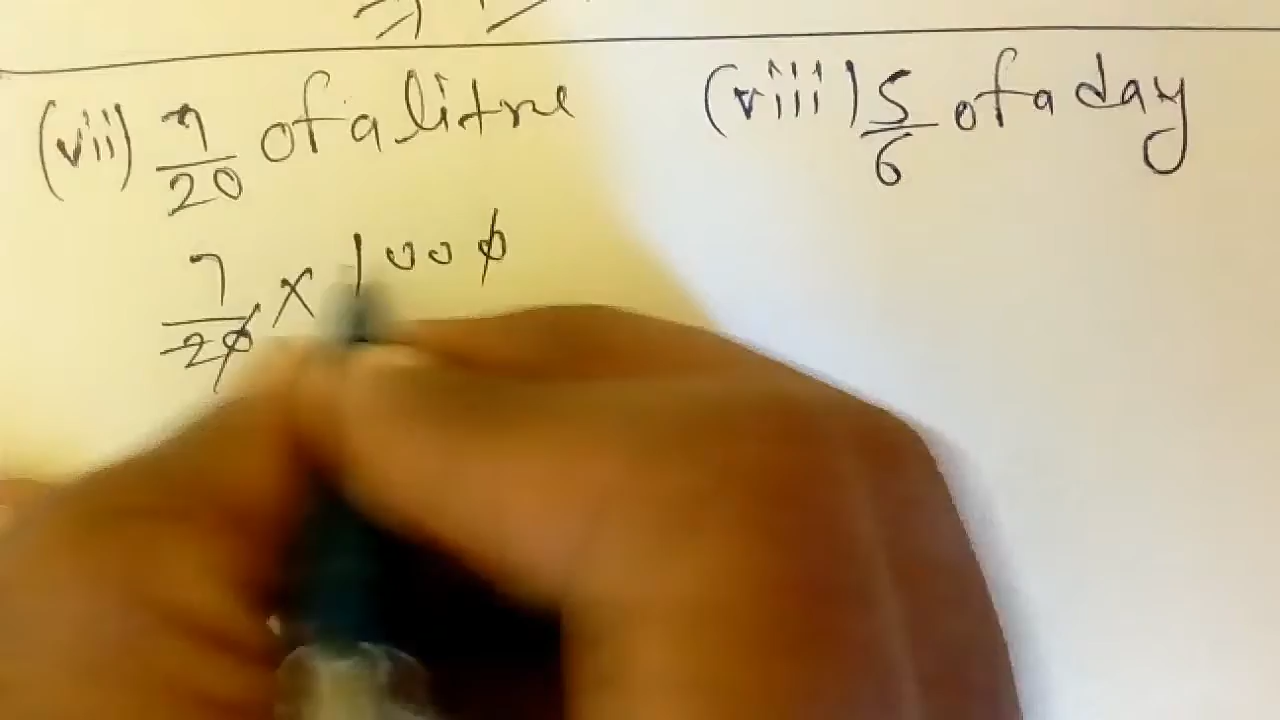 (vii) 7/20 of a litre
(viii) 5/6 of a day
7/20 × 1000